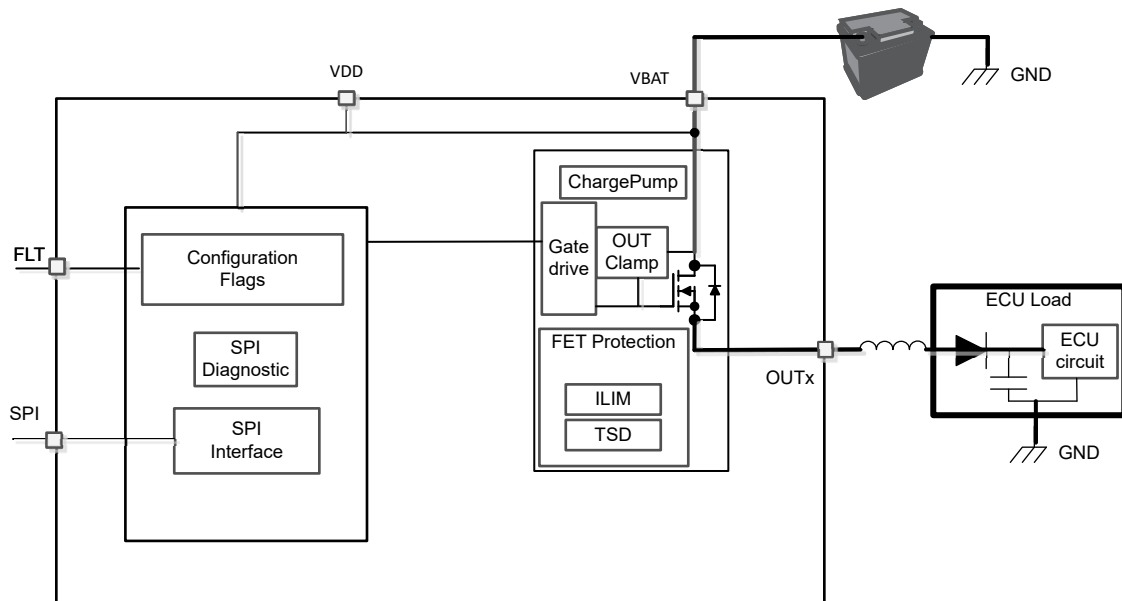 VDD
VBAT
GND
ChargePump
FLT
Configuration
Flags
Gate
drive
OUT
Clamp
SPI
Diagnostic
FET Protection
ILIM
TSD
OUTx
ECU Load
ECU
circuit
SPI
SPI
Interface
GND